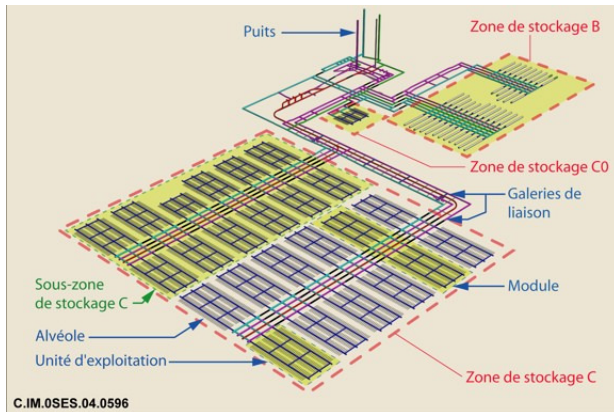 Puits
Zone de stockage B
Zone de stockage C0
Galeries de
liaison
Sous-zone
de stockage C
Module
Alvéole
Unité d'exploitation
Zone de stockage C
C.IM.0SES.04.0596